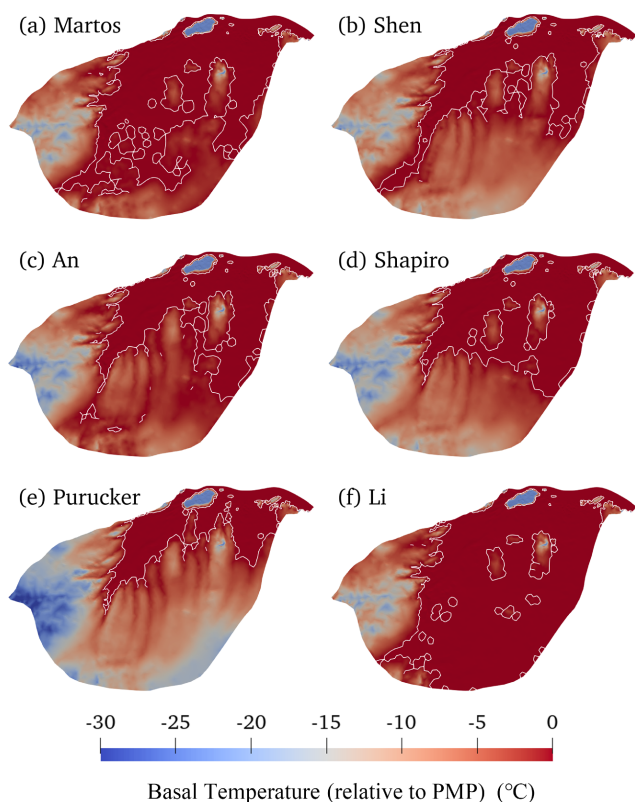 (a) Martos
(b) Shen
(c) An
(d) Shapiro
(e) Purucker
(f) Li
-30 -25 -20 -15 -10 -5 0
Basal Temperature (relative to PMP) (℃)